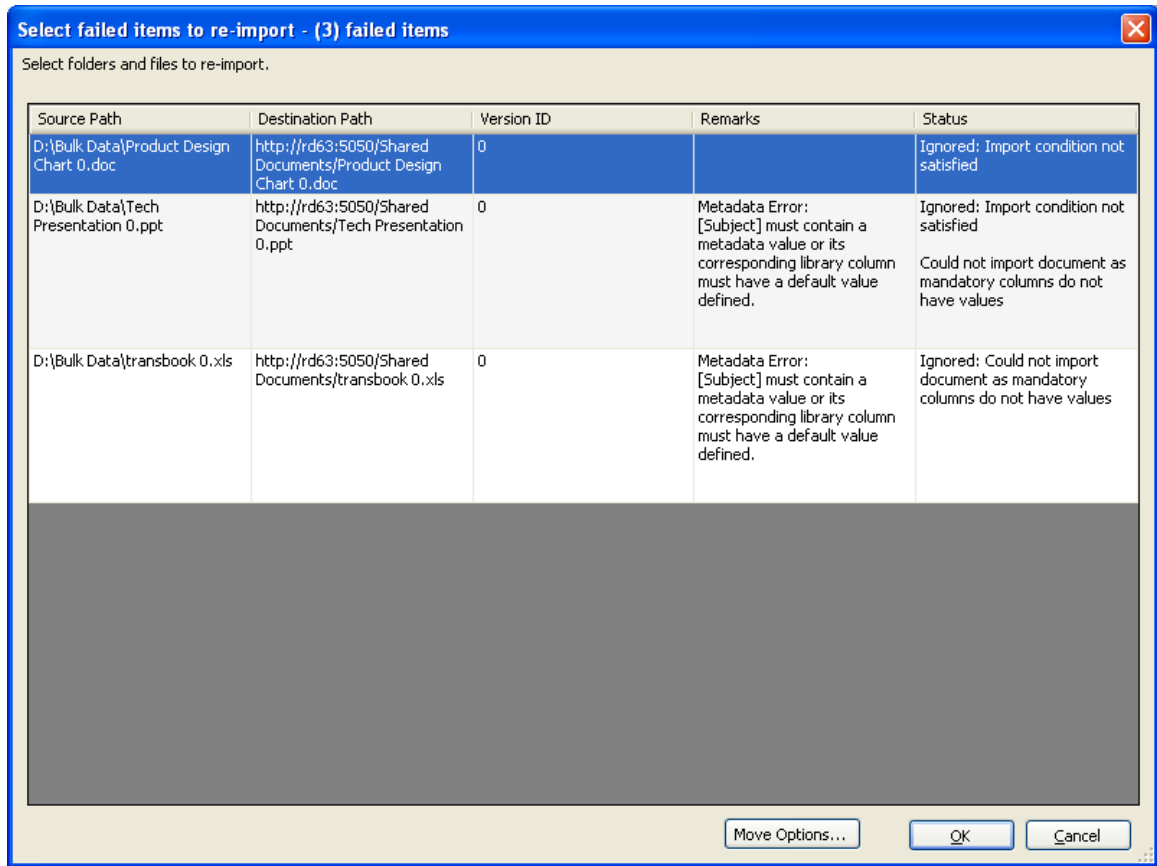 Select failed items to re-import - (3) failed items
Select folders and files to re-import.
Source Path
Destination Path
Version ID
Remarks
Status
D:\Bulk Data\Product Design
Chart 0.doc
http://rd63:5050/Shared
Documents/Product Design
Chart 0.doc
0
Ignored: Import condition not
satisfied
D:\Bulk Data\Tech
Presentation 0.ppt
http://rd63:5050/Shared
Documents/Tech Presentation
0.ppt
0
Metadata Error:
[Subject] must contain a
metadata value or its
corresponding library column
must have a default value
defined.
Ignored: Import condition not
satisfied
Could not import document as
mandatory columns do not
have values
D:\Bulk Data\transbook 0.xls
http://rd63:5050/Shared
Documents/transbook 0.xls
0
Metadata Error:
[Subject] must contain a
metadata value or its
corresponding library column
must have a default value
defined.
Ignored: Could not import
document as mandatory
columns do not have values
Move Options...
OK
Cancel